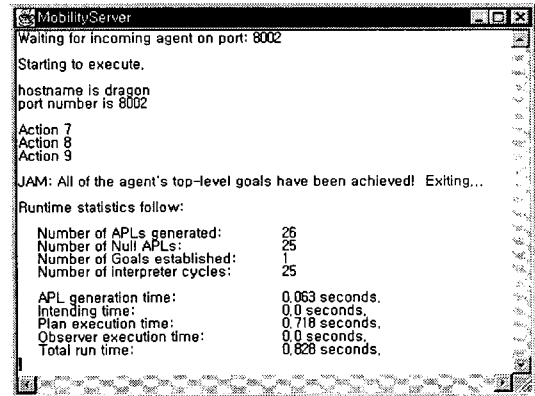 MobilityServer
Waiting for incoming agent on port: 8002
Starting to execute.
hostname is dragon
port number is 8002
Action 7
Action 8
Action 9
JAM: All of the agent's top-level goals have been achieved!  Exiting...
Runtime statistics follow:
Number of APLs generated: 26
Number of Null APLs: 25
Number of Goals established: 1
Number of interpreter cycles: 25
APL generation time: 0.063 seconds.
Intending time: 0.0 seconds.
Plan execution time: 0.718 seconds.
Observer execution time: 0.0 seconds.
Total run time: 0.828 seconds.